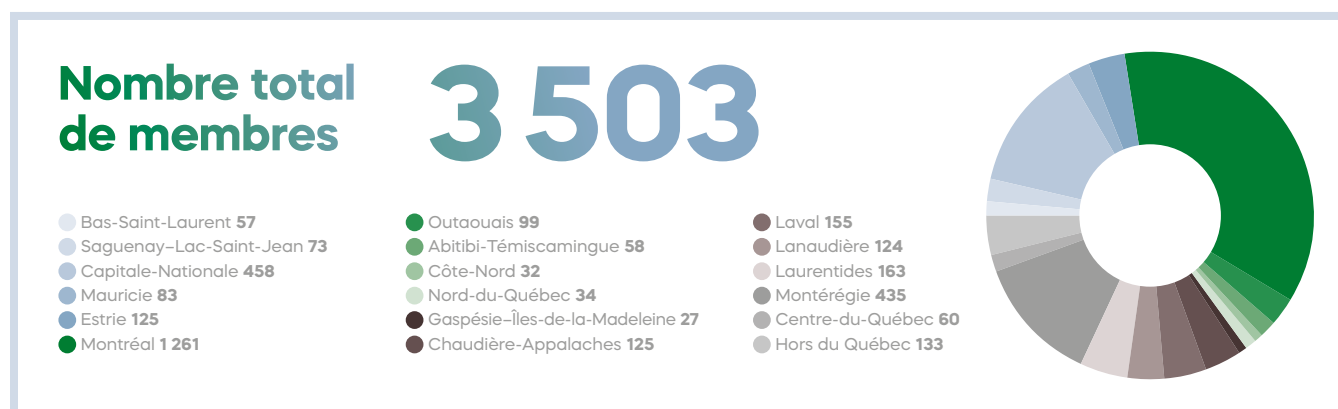 Nombre total
de membres
3 503
Bas-Saint-Laurent 57
Saguenay–Lac-Saint-Jean 73
Capitale-Nationale 458
Mauricie 83
Estrie 125
Montréal 1 261
Outaouais 99
Abitibi-Témiscamingue 58
Côte-Nord 32
Nord-du-Québec 34
Gaspésie–Îles-de-la-Madeleine 27
Chaudière-Appalaches 125
Laval 155
Lanaudière 124
Laurentides 163
Montérégie 435
Centre-du-Québec 60
Hors du Québec 133